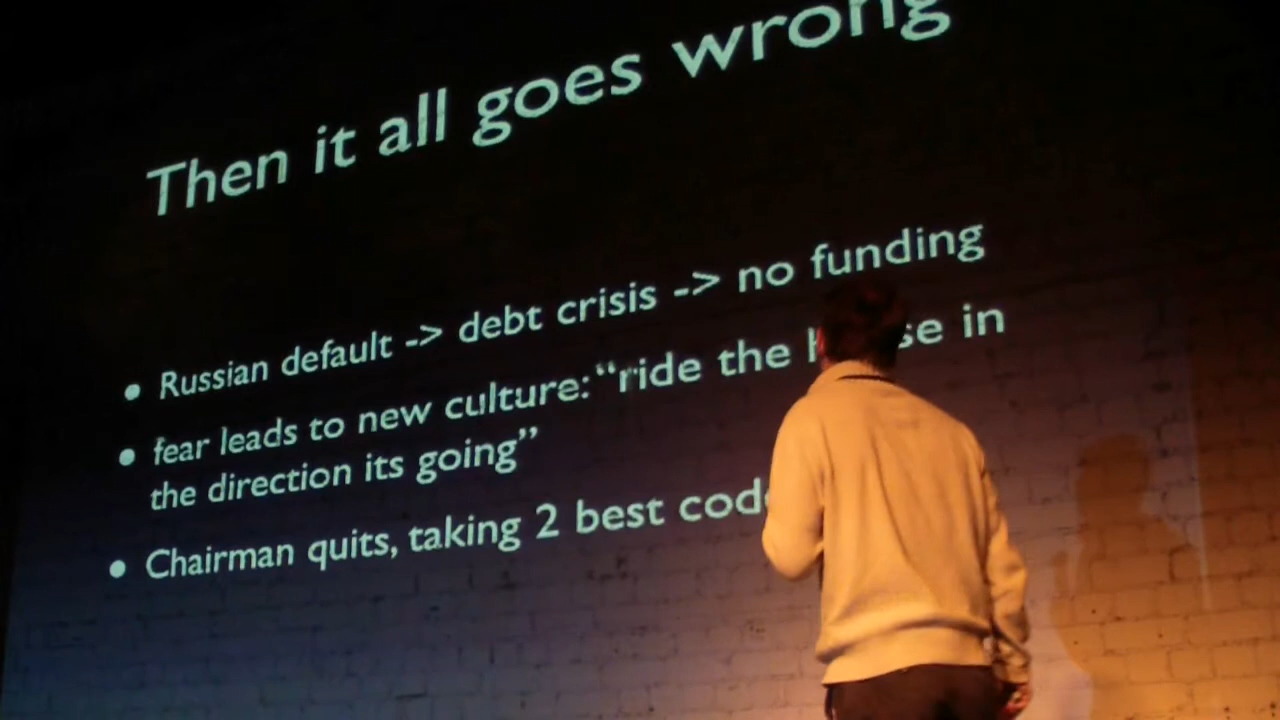 Then it all goes wrong
• Russian default -> debt crisis -> no funding
• fear leads to new culture: “ride the in
the direction its going”
• Chairman quits, taking 2 best